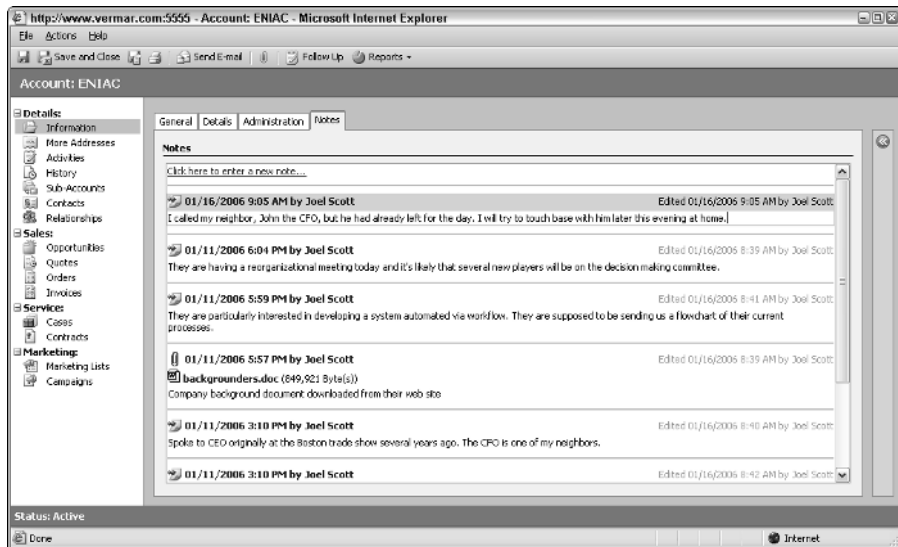 http://www.vermar.com:5555 - Account: ENIAC - Microsoft Internet Explorer
File Actions Help
Save and Close Send E-mail Follow Up Reports
Account: ENIAC
Details:
Information
More Addresses
Activities
History
Sub-Accounts
Contacts
Relationships
Sales:
Opportunities
Quotes
Orders
Invoices
Service:
Cases
Contracts
Marketing:
Marketing Lists
Campaigns
General Details Administration Notes
Notes
Click here to enter a new note...
01/16/2006 9:05 AM by Joel Scott Edited 01/16/2006 9:05 AM by Joel Scott
I called my neighbor, John the CFO, but he had already left for the day. I will try to touch base with him later this evening at home.
01/11/2006 6:04 PM by Joel Scott Edited 01/16/2006 8:39 AM by Joel Scott
They are having a reorganizational meeting today and it's likely that several new players will be on the decision making committee.
01/11/2006 5:59 PM by Joel Scott Edited 01/16/2006 8:41 AM by Joel Scott
They are particularly interested in developing a system automated via workflow. They are supposed to be sending us a flowchart of their current
processes.
01/11/2006 5:57 PM by Joel Scott Edited 01/16/2006 8:39 AM by Joel Scott
backgrounders.doc (849,921 Byte(s))
Company background document downloaded from their web site
01/11/2006 3:10 PM by Joel Scott Edited 01/16/2006 8:40 AM by Joel Scott
Spoke to CEO originally at the Boston trade show several years ago. The CFO is one of my neighbors.
01/11/2006 3:10 PM by Joel Scott Edited 01/16/2006 8:42 AM by Joel Scott
Status: Active
Done Internet